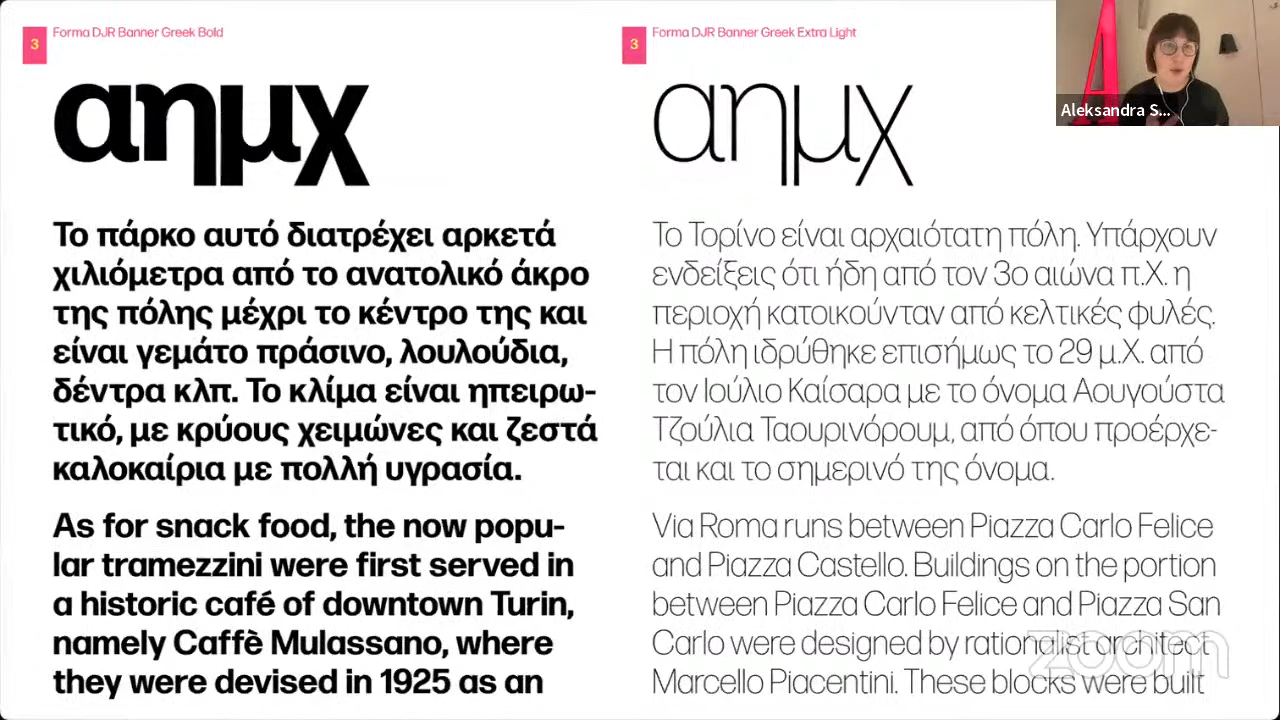 3
Forma DJR Banner Greek Bold
αημχ
Το πάρκο αυτό διατρέχει αρκετά
χιλιόμετρα από το ανατολικό άκρο
της πόλης μέχρι το κέντρο της και
είναι γεμάτο πράσινο, λουλούδια,
δέντρα κλπ. Το κλίμα είναι ηπειρω-
τικό, με κρύους χειμώνες και ζεστά
καλοκαίρια με πολλή υγρασία.
As for snack food, the now popu-
lar tramezzini were first served in
a historic café of downtown Turin,
namely Caffè Mulassano, where
they were devised in 1925 as an
3
Forma DJR Banner Greek Extra Light
αημχ
Το Τορίνο είναι αρχαιότατη πόλη. Υπάρχουν
ενδείξεις ότι ήδη από τον 3ο αιώνα π.Χ. η
περιοχή κατοικούνταν από κελτικές φυλές.
Η πόλη ιδρύθηκε επισήμως το 29 μ.Χ. από
τον Ιούλιο Καίσαρα με το όνομα Αουγούστα
Τζούλια Ταουρινόρουμ, από όπου προέρχε-
ται και το σημερινό της όνομα.
Via Roma runs between Piazza Carlo Felice
and Piazza Castello. Buildings on the portion
between Piazza Carlo Felice and Piazza San
Carlo were designed by rationalist architect
Marcello Piacentini. These blocks were built
Aleksandra S...
zoom